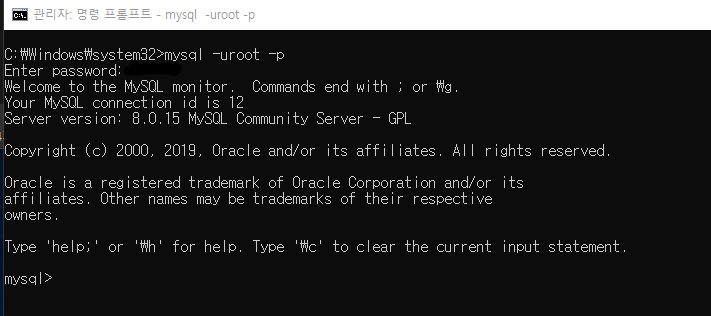 관리자: 명령 프롬프트 - mysql -uroot -p
C:₩Windows₩system32>mysql -uroot -p
Enter password:
Welcome to the MySQL monitor.  Commands end with ; or ₩g.
Your MySQL connection id is 12
Server version: 8.0.15 MySQL Community Server - GPL
Copyright (c) 2000, 2019, Oracle and/or its affiliates. All rights reserved.
Oracle is a registered trademark of Oracle Corporation and/or its
affiliates. Other names may be trademarks of their respective
owners.
Type 'help;' or '₩h' for help. Type '₩c' to clear the current input statement.
mysql>